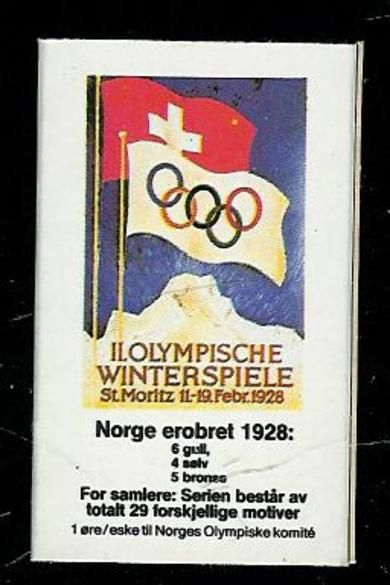 II.OLYMPISCHE
WINTERSPIELE
St. Moritz 11-19. Febr. 1928
Norge erobret 1928:
6 gull,
4 sølv
5 bronse
For samlere: Serien består av
totalt 29 forskjellige motiver
1 øre/eske til Norges Olympiske komité